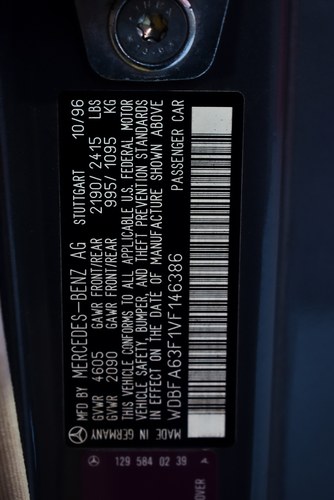 MFD BY MERCEDES-BENZ AG STUTTGART 10/96
GVWR 4605 GAWR FRONT/REAR 2190/ 2415 LBS
GVWR 2090 GAWR FRONT/REAR 995/ 1095 KG
THIS VEHICLE CONFORMS TO ALL APPLICABLE U.S. FEDERAL MOTOR
VEHICLE SAFETY, BUMPER, AND THEFT PREVENTION STANDARDS
IN EFFECT ON THE DATE OF MANUFACTURE SHOWN ABOVE
WDBFA63F1VF146386 PASSENGER CAR
MADE IN GERMANY
129 584 02 39